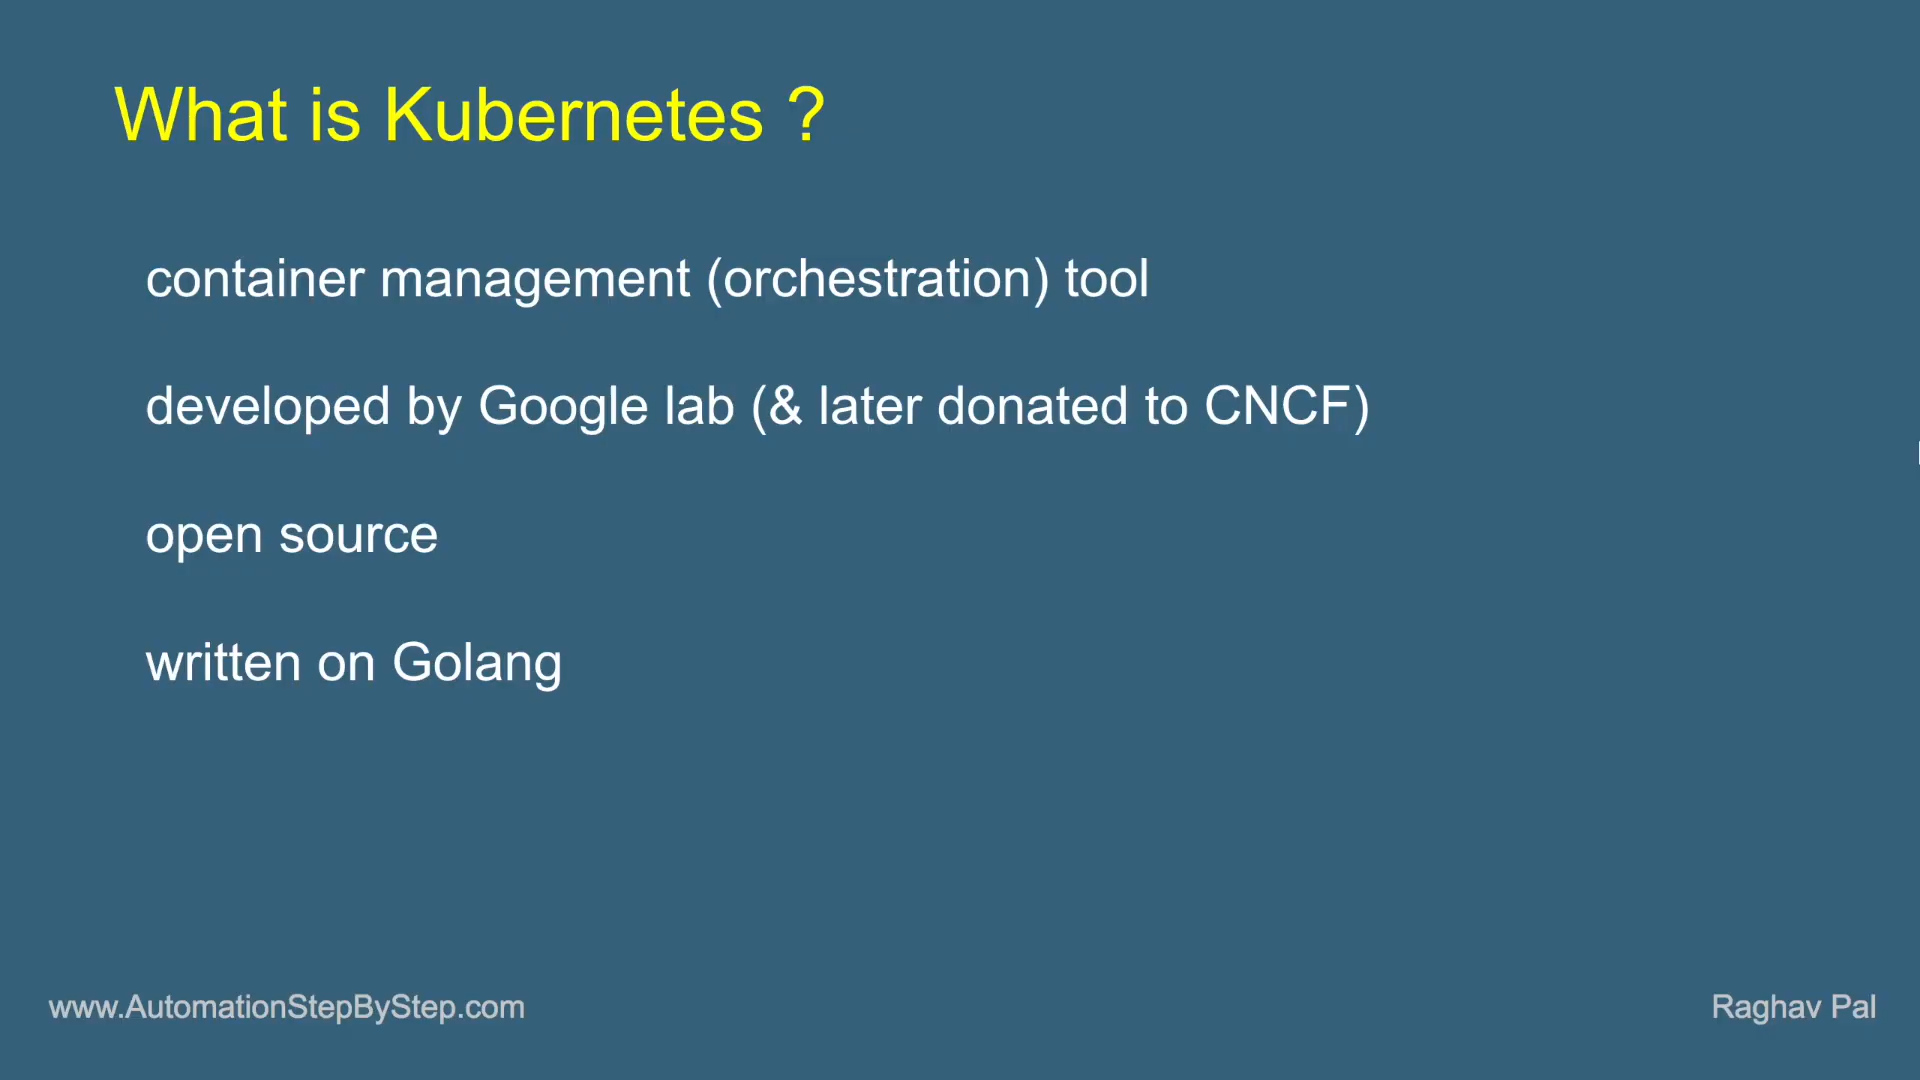 What is Kubernetes ?
container management (orchestration) tool
developed by Google lab (& later donated to CNCF)
open source
written on Golang
www.AutomationStepByStep.com
Raghav Pal